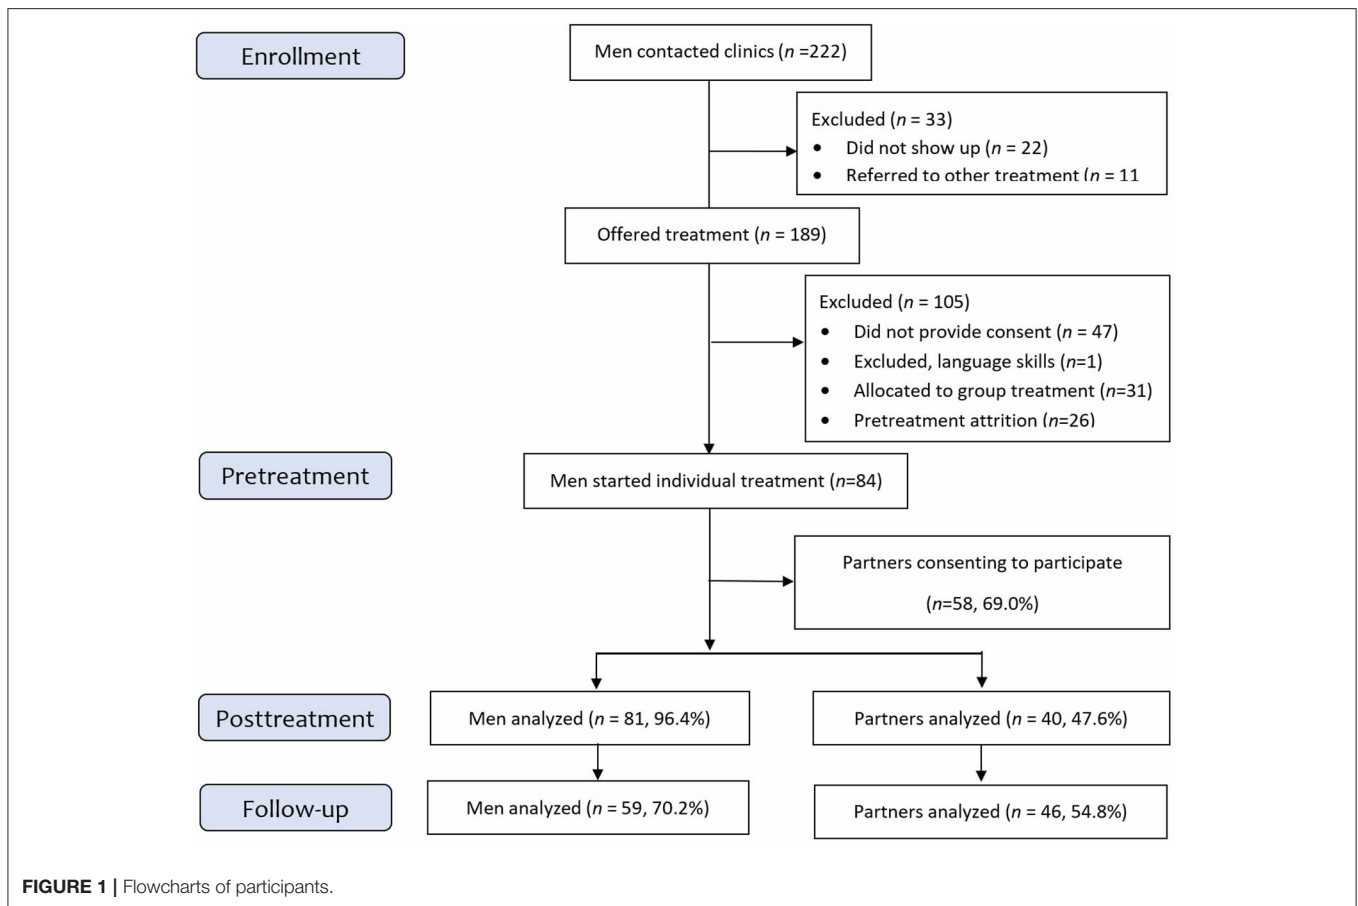 Enrollment
Men contacted clinics (n =222)
Excluded (n = 33)
• Did not show up (n = 22)
• Referred to other treatment (n = 11
Offered treatment (n = 189)
Excluded (n = 105)
• Did not provide consent (n = 47)
• Excluded, language skills (n=1)
• Allocated to group treatment (n=31)
• Pretreatment attrition (n=26)
Pretreatment
Men started individual treatment (n=84)
Partners consenting to participate
(n=58, 69.0%)
Posttreatment
Men analyzed (n = 81, 96.4%)
Partners analyzed (n = 40, 47.6%)
Follow-up
Men analyzed (n = 59, 70.2%)
Partners analyzed (n = 46, 54.8%)
FIGURE 1 | Flowcharts of participants.